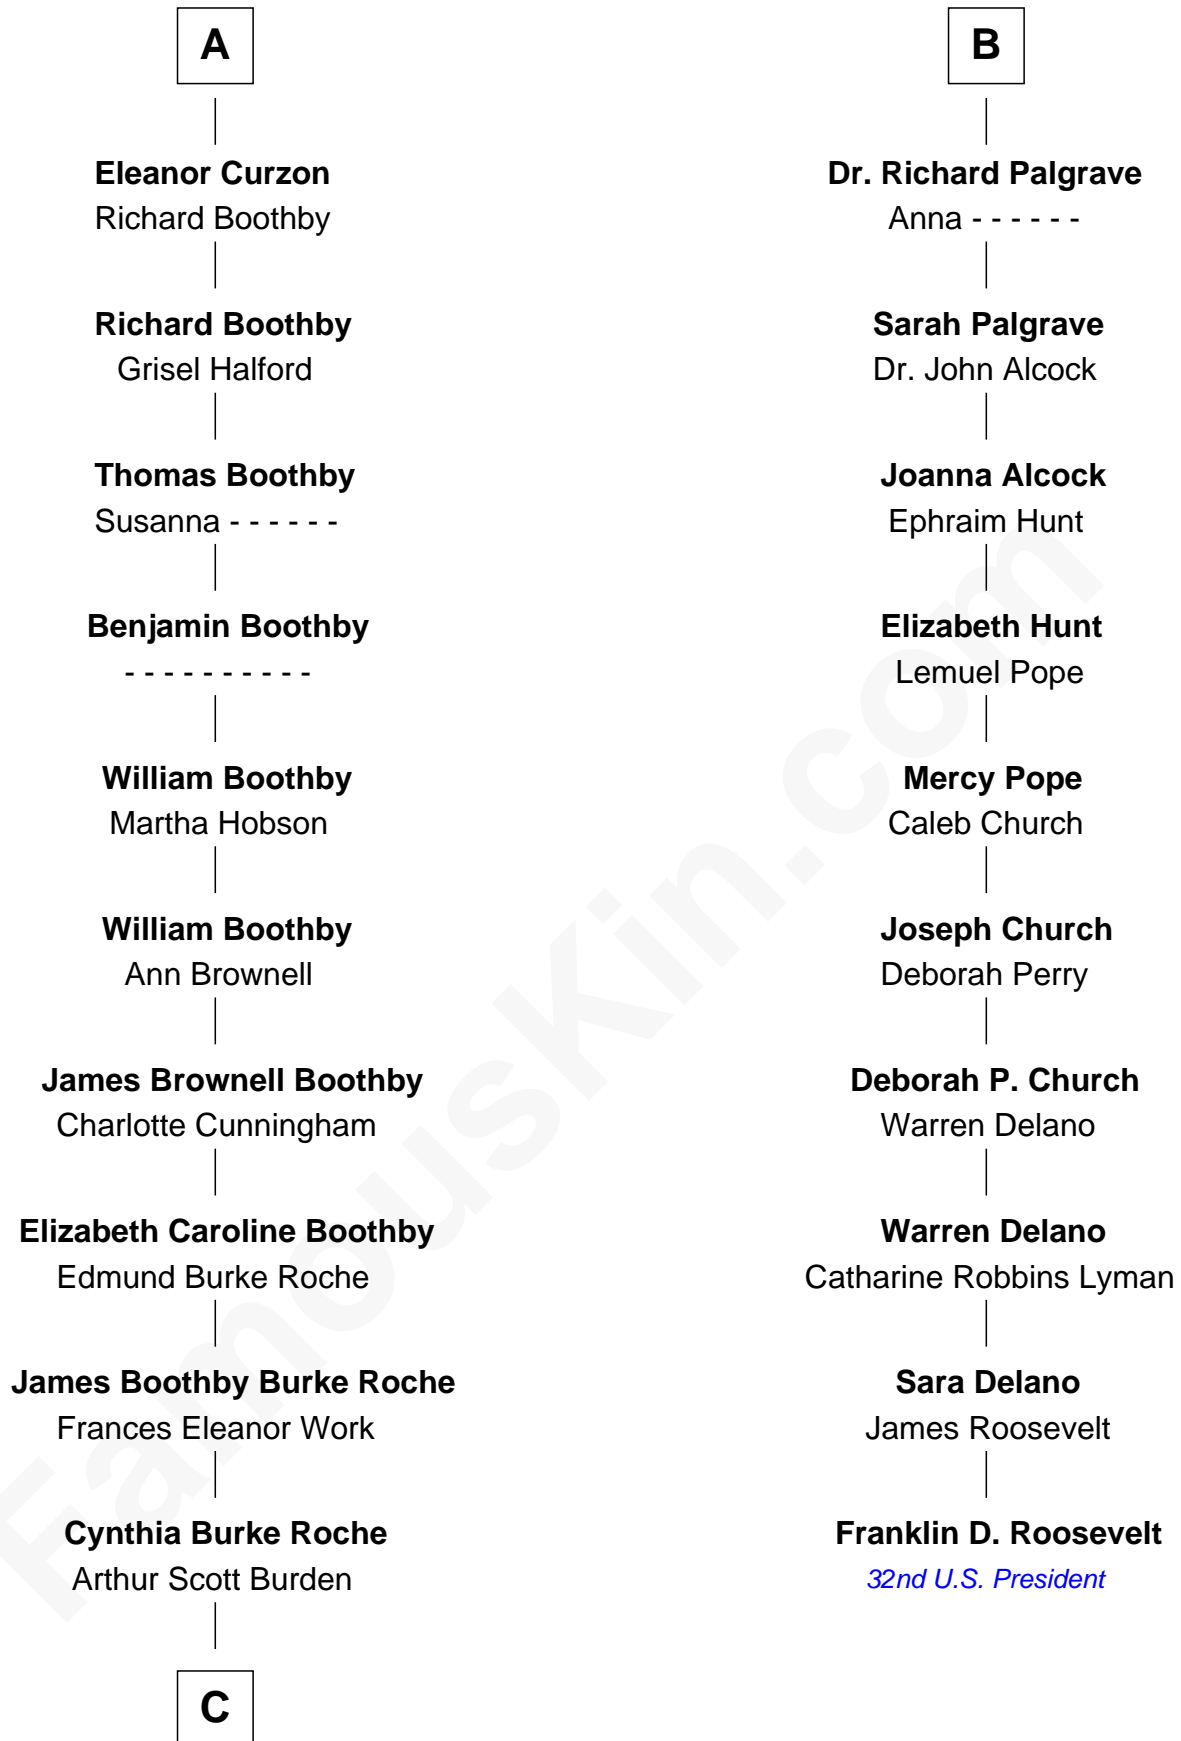 A
Eleanor Curzon
Richard Boothby
Richard Boothby
Grisel Halford
Thomas Boothby
Susanna - - - - - -
Benjamin Boothby
- - - - - - - - - -
William Boothby
Martha Hobson
William Boothby
Ann Brownell
James Brownell Boothby
Charlotte Cunningham
Elizabeth Caroline Boothby
Edmund Burke Roche
James Boothby Burke Roche
Frances Eleanor Work
Cynthia Burke Roche
Arthur Scott Burden
C
B
Dr. Richard Palgrave
Anna - - - - - -
Sarah Palgrave
Dr. John Alcock
Joanna Alcock
Ephraim Hunt
Elizabeth Hunt
Lemuel Pope
Mercy Pope
Caleb Church
Joseph Church
Deborah Perry
Deborah P. Church
Warren Delano
Warren Delano
Catharine Robbins Lyman
Sara Delano
James Roosevelt
Franklin D. Roosevelt
32nd U.S. President
FamousKin.com